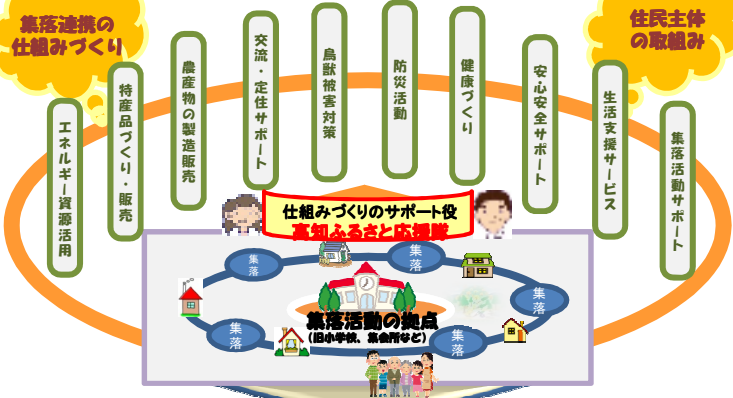 集落連携の
仕組みづくり
住民主体
の取組み
エネルギー資源活用
特産品づくり・販売
農産物の製造販売
交流・定住サポート
鳥獣被害対策
防災活動
健康づくり
安心安全サポート
生活支援サービス
集落活動サポート
仕組みづくりのサポート役
高知ふるさと応援隊
集落
集落
集落
集落
集落
集落活動の拠点
（旧小学校、集会所など）